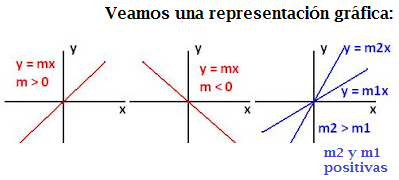 Veamos una representación gráfica:
y
y = mx
m > 0
x
y
y = mx
m < 0
x
y
y = m2x
y = m1x
x
m2 > m1
m2 y m1
positivas